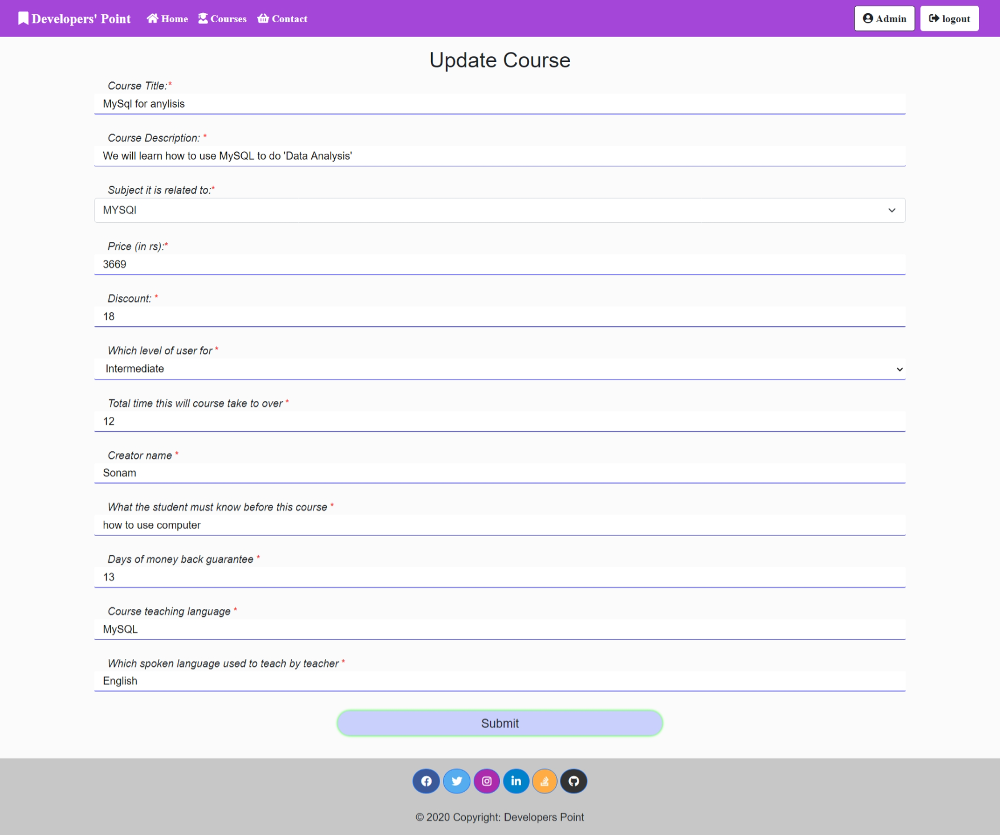 Developers' Point Home Courses Contact Admin logout
Update Course
Course Title:*
MySql for anylisis
Course Description: *
We will learn how to use MySQL to do 'Data Analysis'
Subject it is related to:*
MYSQl
Price (in rs):*
3669
Discount: *
18
Which level of user for *
Intermediate
Total time this will course take to over *
12
Creator name *
Sonam
What the student must know before this course *
how to use computer
Days of money back guarantee *
13
Course teaching language *
MySQL
Which spoken language used to teach by teacher *
English
Submit
© 2020 Copyright: Developers Point